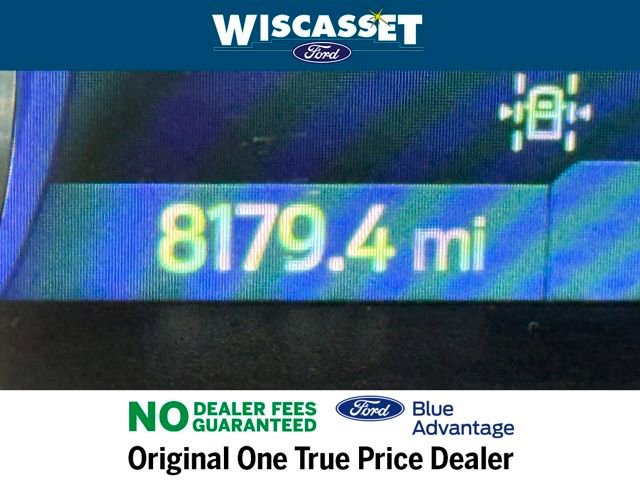 WISCASSET
Ford
8179.4 mi
NO DEALER FEES GUARANTEED
Ford Blue Advantage
Original One True Price Dealer